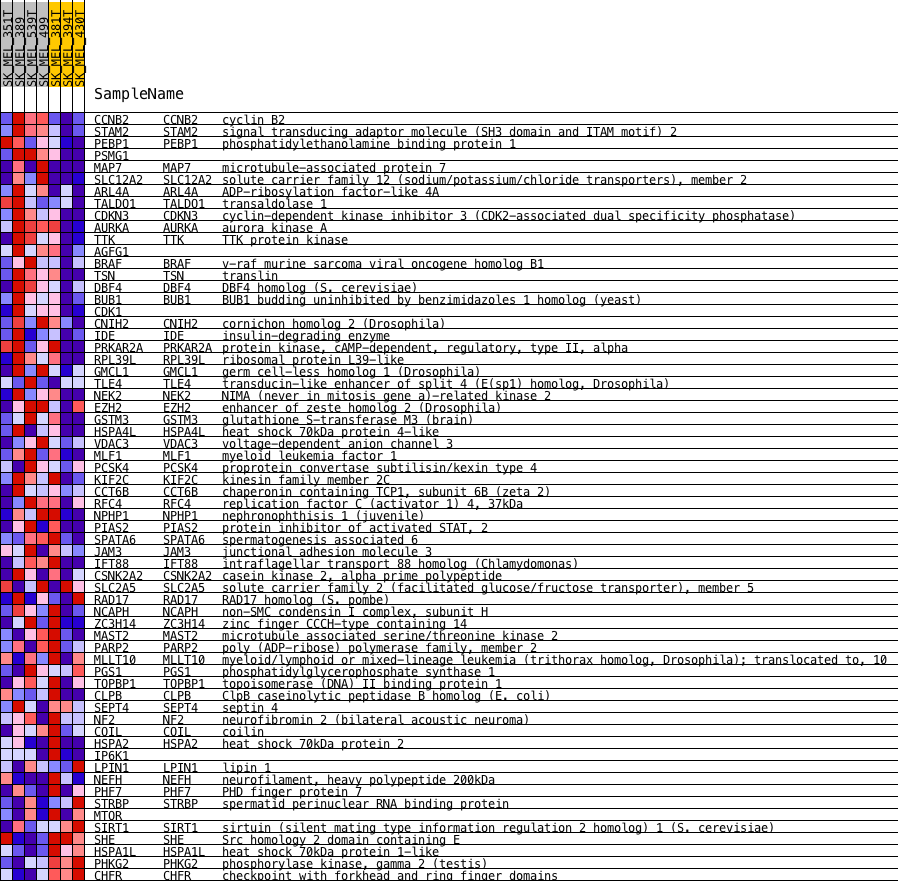 SK_MEL_351T
SK_MEL_389
SK_MEL_539T
SK_MEL_499
SK_MEL_381T
SK_MEL_394T
SK_MEL_430T
SampleName
CCNB2 CCNB2 cyclin B2
STAM2 STAM2 signal transducing adaptor molecule (SH3 domain and ITAM motif) 2
PEBP1 PEBP1 phosphatidylethanolamine binding protein 1
PSMG1
MAP7 MAP7 microtubule-associated protein 7
SLC12A2 SLC12A2 solute carrier family 12 (sodium/potassium/chloride transporters), member 2
ARL4A ARL4A ADP-ribosylation factor-like 4A
TALDO1 TALDO1 transaldolase 1
CDKN3 CDKN3 cyclin-dependent kinase inhibitor 3 (CDK2-associated dual specificity phosphatase)
AURKA AURKA aurora kinase A
TTK TTK TTK protein kinase
AGFG1
BRAF BRAF v-raf murine sarcoma viral oncogene homolog B1
TSN TSN translin
DBF4 DBF4 DBF4 homolog (S. cerevisiae)
BUB1 BUB1 BUB1 budding uninhibited by benzimidazoles 1 homolog (yeast)
CDK1
CNIH2 CNIH2 cornichon homolog 2 (Drosophila)
IDE IDE insulin-degrading enzyme
PRKAR2A PRKAR2A protein kinase, cAMP-dependent, regulatory, type II, alpha
RPL39L RPL39L ribosomal protein L39-like
GMCL1 GMCL1 germ cell-less homolog 1 (Drosophila)
TLE4 TLE4 transducin-like enhancer of split 4 (E(sp1) homolog, Drosophila)
NEK2 NEK2 NIMA (never in mitosis gene a)-related kinase 2
EZH2 EZH2 enhancer of zeste homolog 2 (Drosophila)
GSTM3 GSTM3 glutathione S-transferase M3 (brain)
HSPA4L HSPA4L heat shock 70kDa protein 4-like
VDAC3 VDAC3 voltage-dependent anion channel 3
MLF1 MLF1 myeloid leukemia factor 1
PCSK4 PCSK4 proprotein convertase subtilisin/kexin type 4
KIF2C KIF2C kinesin family member 2C
CCT6B CCT6B chaperonin containing TCP1, subunit 6B (zeta 2)
RFC4 RFC4 replication factor C (activator 1) 4, 37kDa
NPHP1 NPHP1 nephronophthisis 1 (juvenile)
PIAS2 PIAS2 protein inhibitor of activated STAT, 2
SPATA6 SPATA6 spermatogenesis associated 6
JAM3 JAM3 junctional adhesion molecule 3
IFT88 IFT88 intraflagellar transport 88 homolog (Chlamydomonas)
CSNK2A2 CSNK2A2 casein kinase 2, alpha prime polypeptide
SLC2A5 SLC2A5 solute carrier family 2 (facilitated glucose/fructose transporter), member 5
RAD17 RAD17 RAD17 homolog (S. pombe)
NCAPH NCAPH non-SMC condensin I complex, subunit H
ZC3H14 ZC3H14 zinc finger CCCH-type containing 14
MAST2 MAST2 microtubule associated serine/threonine kinase 2
PARP2 PARP2 poly (ADP-ribose) polymerase family, member 2
MLLT10 MLLT10 myeloid/lymphoid or mixed-lineage leukemia (trithorax homolog, Drosophila); translocated to, 10
PGS1 PGS1 phosphatidylglycerophosphate synthase 1
TOPBP1 TOPBP1 topoisomerase (DNA) II binding protein 1
CLPB CLPB ClpB caseinolytic peptidase B homolog (E. coli)
SEPT4 SEPT4 septin 4
NF2 NF2 neurofibromin 2 (bilateral acoustic neuroma)
COIL COIL coilin
HSPA2 HSPA2 heat shock 70kDa protein 2
IP6K1
LPIN1 LPIN1 lipin 1
NEFH NEFH neurofilament, heavy polypeptide 200kDa
PHF7 PHF7 PHD finger protein 7
STRBP STRBP spermatid perinuclear RNA binding protein
MTOR
SIRT1 SIRT1 sirtuin (silent mating type information regulation 2 homolog) 1 (S. cerevisiae)
SHE SHE Src homology 2 domain containing E
HSPA1L HSPA1L heat shock 70kDa protein 1-like
PHKG2 PHKG2 phosphorylase kinase, gamma 2 (testis)
CHFR CHFR checkpoint with forkhead and ring finger domains